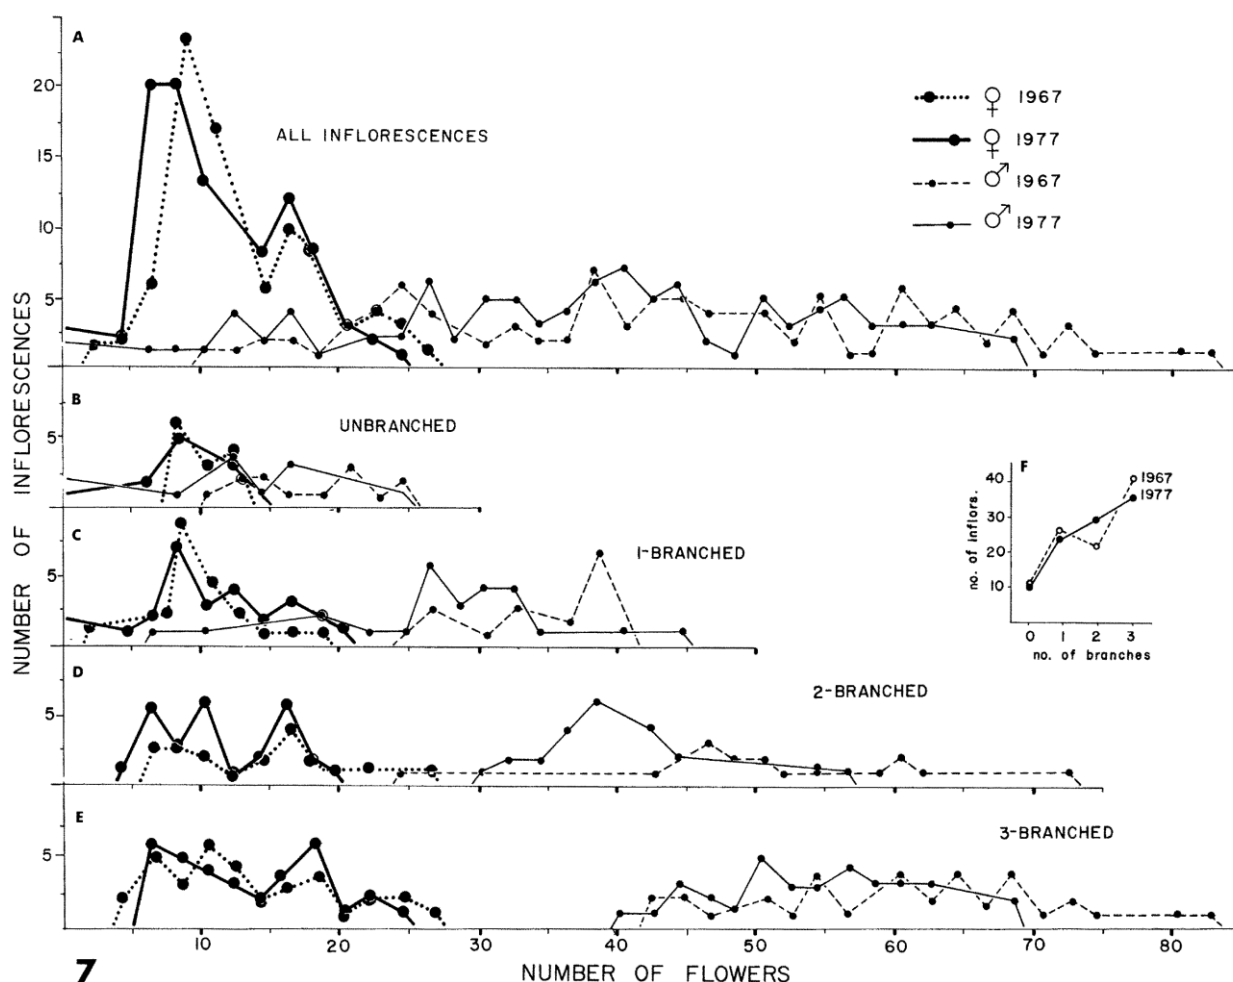 A
20
15
10
5
ALL INFLORESCENCES
♀ 1967
♀ 1977
♂ 1967
♂ 1977
NUMBER OF INFLORESCENCES
B
5
UNBRANCHED
C
5
1-BRANCHED
F
40
30
20
10
1967
1977
no. of inflors.
0 1 2 3
no. of branches
D
5
2-BRANCHED
E
5
3-BRANCHED
10 20 30 40 50 60 70 80
7
NUMBER OF FLOWERS